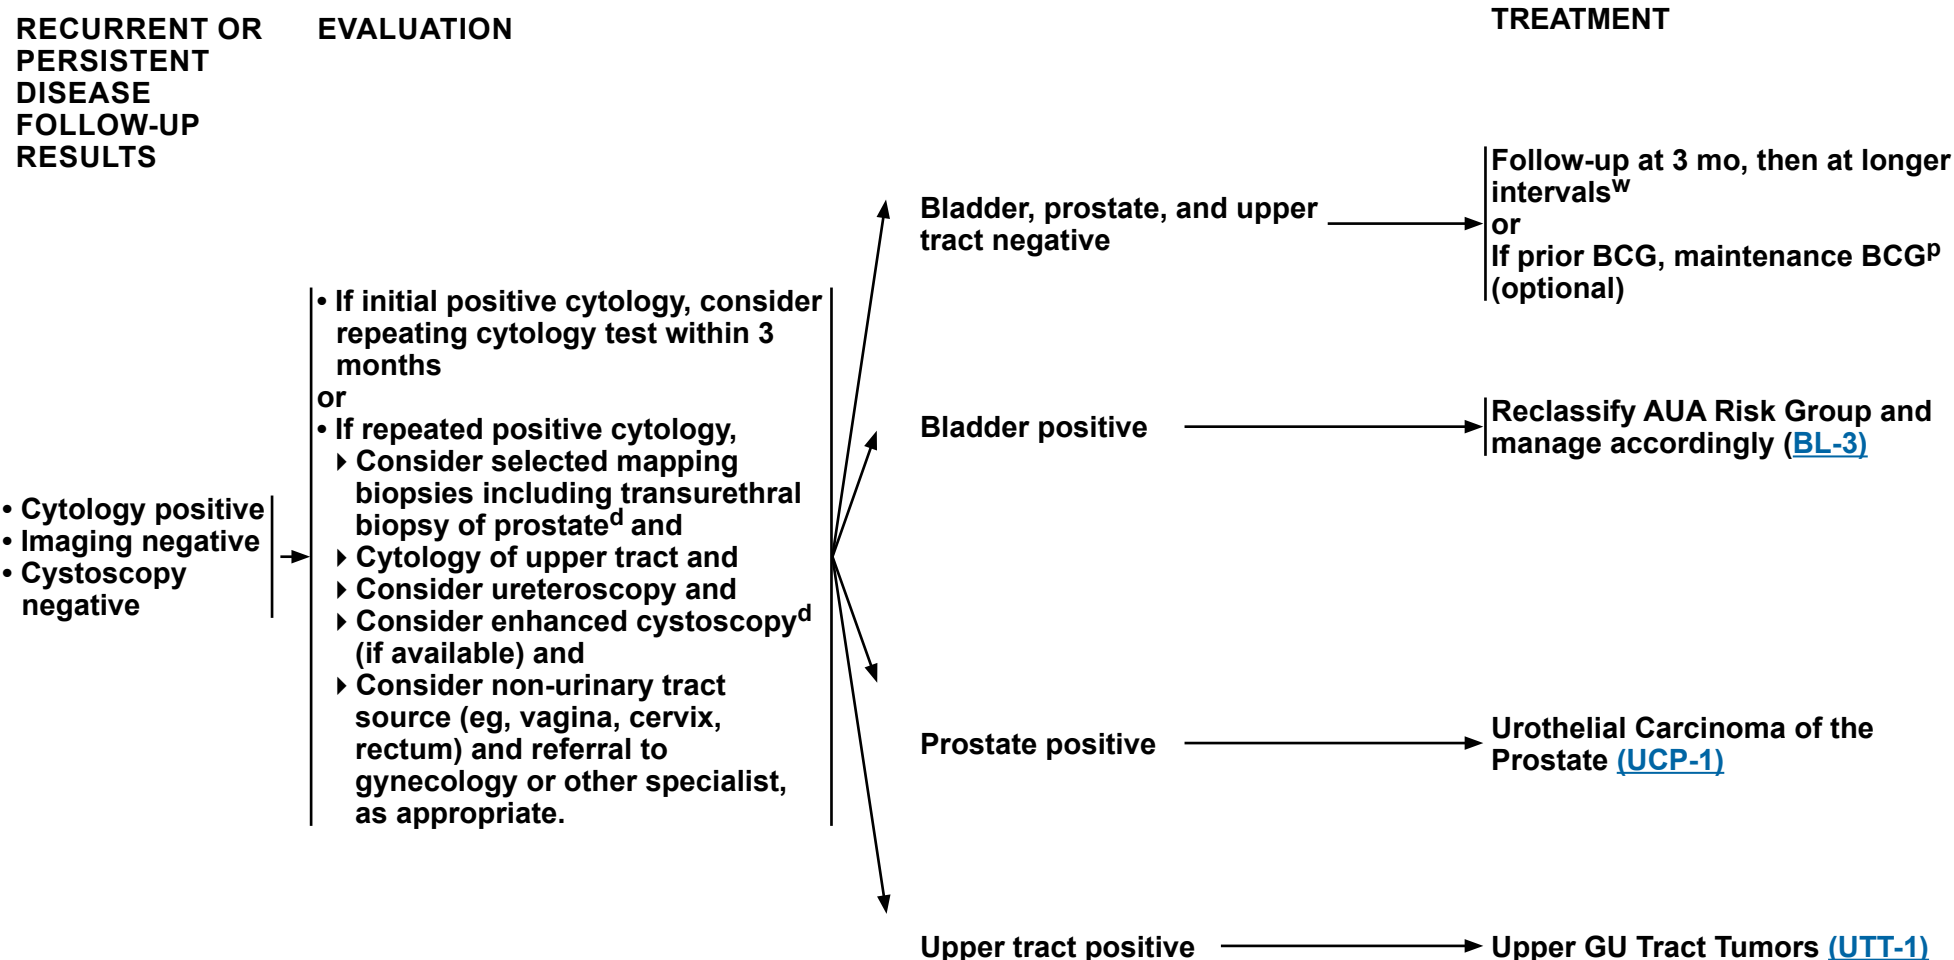 RECURRENT OR
PERSISTENT
DISEASE
FOLLOW-UP
RESULTS
EVALUATION
TREATMENT
• Cytology positive
• Imaging negative
• Cystoscopy
negative
• If initial positive cytology, consider
repeating cytology test within 3
months
or
• If repeated positive cytology,
‣ Consider selected mapping
biopsies including transurethral
biopsy of prostateᵈ and
‣ Cytology of upper tract and
‣ Consider ureteroscopy and
‣ Consider enhanced cystoscopyᵈ
(if available) and
‣ Consider non-urinary tract
source (eg, vagina, cervix,
rectum) and referral to
gynecology or other specialist,
as appropriate.
Bladder, prostate, and upper
tract negative
Follow-up at 3 mo, then at longer
intervalsʷ
or
If prior BCG, maintenance BCGᵖ
(optional)
Bladder positive
Reclassify AUA Risk Group and
manage accordingly (BL-3)
Prostate positive
Urothelial Carcinoma of the
Prostate (UCP-1)
Upper tract positive
Upper GU Tract Tumors (UTT-1)